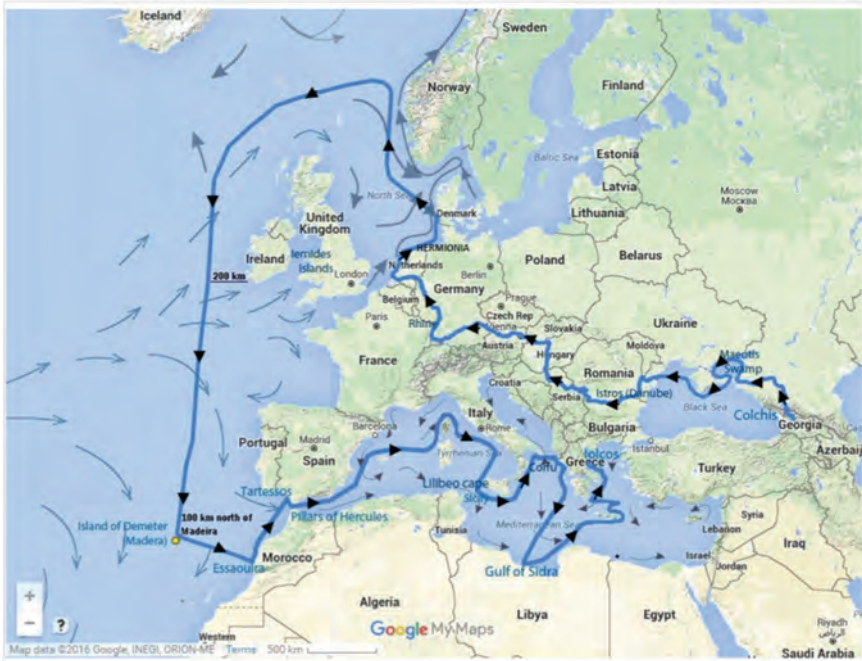 Iceland
Sweden
Norway
Finland
Estonia
Baltic Sea
Latvia
Moscow
Москва
North Sea
Denmark
Lithuania
United
Kingdom
HERMIONIA
Belarus
Ireland
Iernides
Islands
Netherlands
Berlin
Poland
London
200 km
Germany
Belgium
Prague
Paris
Rhine
Czech Rep
Vienna
Slovakia
Ukraine
Austria
Hungary
Moldova
Maeotis
Swamp
France
Croatia
Romania
Serbia
Istros (Danube)
Black Sea
Colchis
Georgia
Italy
Bulgaria
Barcelona
Rome
Istanbul
Azerbaij
Portugal
Madrid
Spain
Tyrrhenian Sea
Corfu
Greece
Iolcos
Turkey
Tartessos
Lilibeo cape
Sicily
100 km north of
Madeira
Island of Demeter
(Madera)
Pillars of Hercules
Mediterranean Sea
Syria
Lebanon
Tunisia
Iraq
Essaouira
Morocco
Gulf of Sidra
Israel
Jordan
Algeria
Libya
Egypt
Western
Google My Maps
Riyadh
الرياض
Saudi Arabia
+
−
?
Map data ©2016 Google, INEGI, ORION-ME Terme 500 km